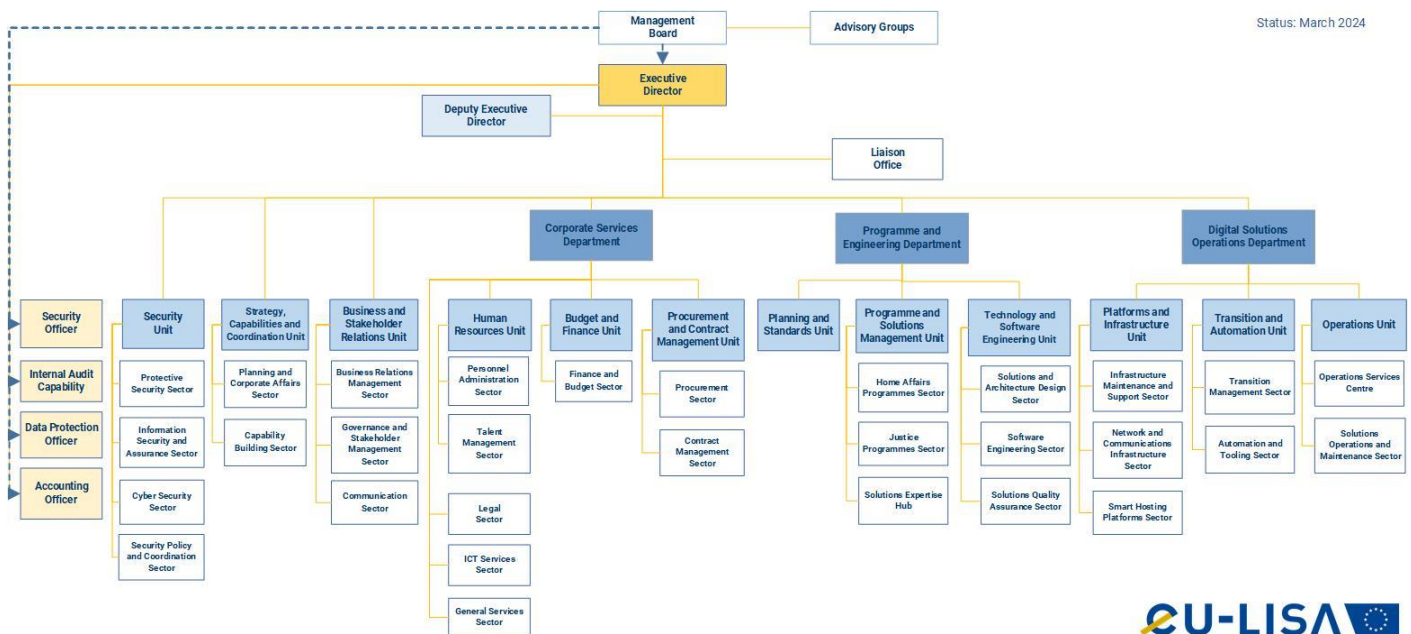 Management
Board
Advisory Groups
Status: March 2024
Executive
Director
Deputy Executive
Director
Liaison
Office
Corporate Services
Department
Programme and
Engineering Department
Digital Solutions
Operations Department
Security
Officer
Internal Audit
Capability
Data Protection
Officer
Accounting
Officer
Security
Unit
Protective
Security Sector
Information
Security and
Assurance Sector
Cyber Security
Sector
Security Policy
and Coordination
Sector
Strategy,
Capabilities and
Coordination Unit
Planning and
Corporate Affairs
Sector
Capability
Building Sector
Business and
Stakeholder
Relations Unit
Business Relations
Management
Sector
Governance and
Stakeholder
Management
Sector
Communication
Sector
Human
Resources Unit
Personnel
Administration
Sector
Talent
Management
Sector
Legal
Sector
ICT Services
Sector
General Services
Sector
Budget and
Finance Unit
Finance and
Budget Sector
Procurement
and Contract
Management Unit
Procurement
Sector
Contract
Management
Sector
Planning and
Standards Unit
Programme and
Solutions
Management Unit
Home Affairs
Programmes Sector
Justice
Programmes Sector
Solutions Expertise
Hub
Technology and
Software
Engineering Unit
Solutions and
Architecture Design
Sector
Software
Engineering Sector
Solutions Quality
Assurance Sector
Platforms and
Infrastructure
Unit
Infrastructure
Maintenance and
Support Sector
Network and
Communications
Infrastructure
Sector
Smart Hosting
Platforms Sector
Transition and
Automation Unit
Transition
Management Sector
Automation and
Tooling Sector
Operations Unit
Operations Services
Centre
Solutions
Operations and
Maintenance Sector
eU-LISA